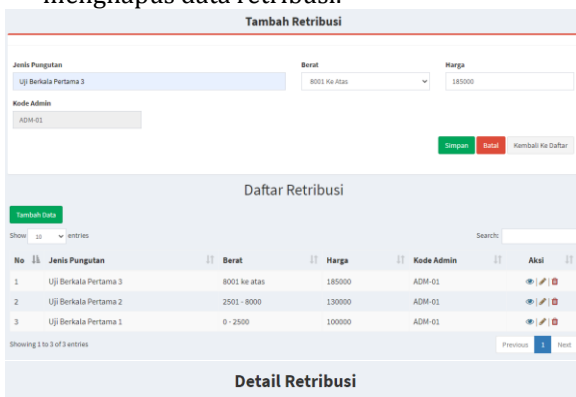 menghapus data retribusi.
Tambah Retribusi
Jenis Pungutan Berat Harga
Uji Berkala Pertama 3 8001 Ke Atas 185000
Kode Admin
ADM-01
Simpan Batal Kembali Ke Daftar
Daftar Retribusi
Tambah Data
Show 10 entries Search:
No Jenis Pungutan Berat Harga Kode Admin Aksi
1 Uji Berkala Pertama 3 8001 ke atas 185000 ADM-01
2 Uji Berkala Pertama 2 2501 - 8000 130000 ADM-01
3 Uji Berkala Pertama 1 0 - 2500 100000 ADM-01
Showing 1 to 3 of 3 entries Previous 1 Next
Detail Retribusi